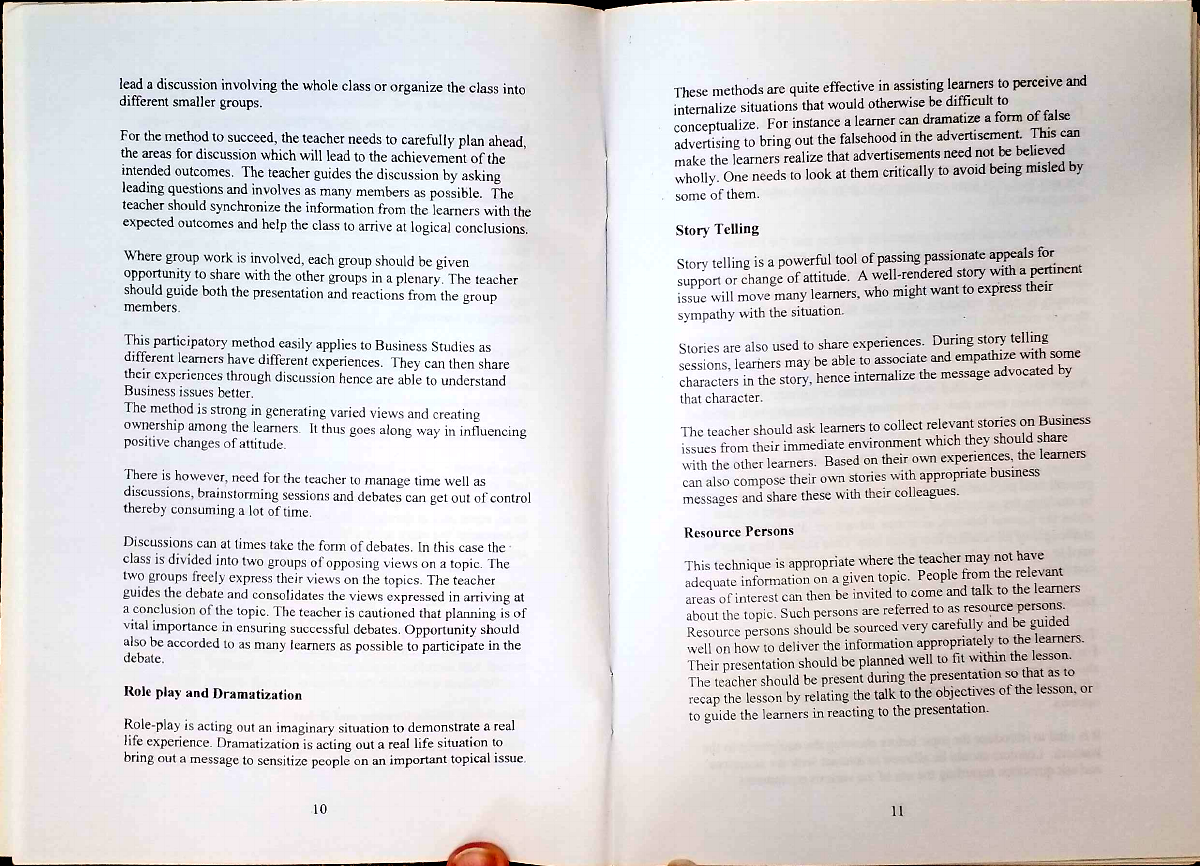 lead a discussion involving the whole class or organize the class into
different smaller groups.
For the method to succeed, the teacher needs to carefully plan ahead,
the areas for discussion which will lead to the achievement of the
intended outcomes. The teacher guides the discussion by asking
leading questions and involves as many members as possible. The
teacher should synchronize the information from the learners with the
expected outcomes and help the class to arrive at logical conclusions.
Where group work is involved, each group should be given
opportunity to share with the other groups in a plenary. The teacher
should guide both the presentation and reactions from the group
members.
This participatory method easily applies to Business Studies as
different learners have different experiences. They can then share
their experiences through discussion hence are able to understand
Business issues better.
The method is strong in generating varied views and creating
ownership among the learners. It thus goes along way in influencing
positive changes of attitude.
There is however, need for the teacher to manage time well as
discussions, brainstorming sessions and debates can get out of control
thereby consuming a lot of time.
Discussions can at times take the form of debates. In this case the
class is divided into two groups of opposing views on a topic. The
two groups freely express their views on the topics. The teacher
guides the debate and consolidates the views expressed in arriving at
a conclusion of the topic. The teacher is cautioned that planning is of
vital importance in ensuring successful debates. Opportunity should
also be accorded to as many learners as possible to participate in the
debate.
Role play and Dramatization
Role-play is acting out an imaginary situation to demonstrate a real
life experience. Dramatization is acting out a real life situation to
bring out a message to sensitize people on an important topical issue.
10
These methods are quite effective in assisting learners to perceive and
internalize situations that would otherwise be difficult to
conceptualize. For instance a learner can dramatize a form of false
advertising to bring out the falsehood in the advertisement. This can
make the learners realize that advertisements need not be believed
wholly. One needs to look at them critically to avoid being misled by
some of them.
Story Telling
Story telling is a powerful tool of passing passionate appeals for
support or change of attitude. A well-rendered story with a pertinent
issue will move many learners, who might want to express their
sympathy with the situation.
Stories are also used to share experiences. During story telling
sessions, learners may be able to associate and empathize with some
characters in the story, hence internalize the message advocated by
that character.
The teacher should ask learners to collect relevant stories on Business
issues from their immediate environment which they should share
with the other learners. Based on their own experiences, the learners
can also compose their own stories with appropriate business
messages and share these with their colleagues.
Resource Persons
This technique is appropriate where the teacher may not have
adequate information on a given topic. People from the relevant
areas of interest can then be invited to come and talk to the learners
about the topic. Such persons are referred to as resource persons.
Resource persons should be sourced very carefully and be guided
well on how to deliver the information appropriately to the learners.
Their presentation should be planned well to fit within the lesson.
The teacher should be present during the presentation so that as to
recap the lesson by relating the talk to the objectives of the lesson, or
to guide the learners in reacting to the presentation.
11